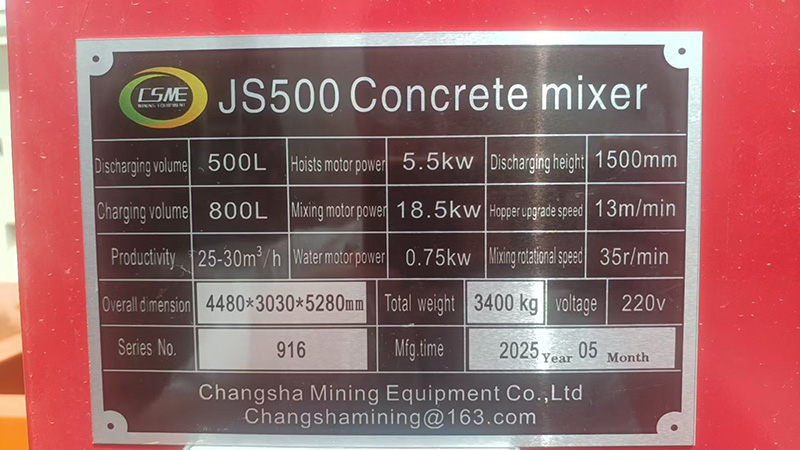 CSME
MINING EQUIPMENT
JS500 Concrete mixer
Discharging volume 500L Hoists motor power 5.5kw Discharging height 1500mm
Charging volume 800L Mixing motor power 18.5kw Hopper upgrade speed 13m/min
Productivity 25-30m³/h Water motor power 0.75kw Mixing rotational speed 35r/min
Overall dimension 4480*3030*5280mm Total weight 3400 kg voltage 220v
Series No. 916 Mfg.time 2025 Year 05 Month
Changsha Mining Equipment Co.,Ltd
Changshamining@163.com